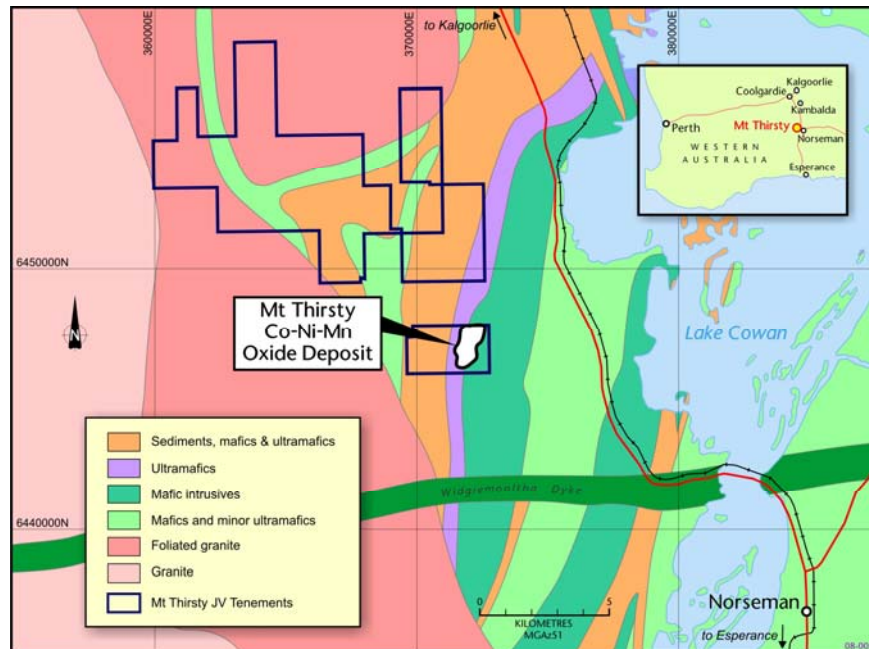 360000E
370000E
380000E
to Kalgoorlie
Kalgoorlie
Coolgardie
Kambalda
Mt Thirsty
Norseman
Perth
WESTERN
AUSTRALIA
Esperance
6450000N
N
Mt Thirsty
Co-Ni-Mn
Oxide Deposit
Lake Cowan
Sediments, mafics & ultramafics
Ultramafics
Mafic intrusives
Mafics and minor ultramafics
Foliated granite
Granite
Mt Thirsty JV Tenements
Widgiemooltha Dyke
6440000N
0 5
KILOMETRES
MGAz51
Norseman
to Esperance